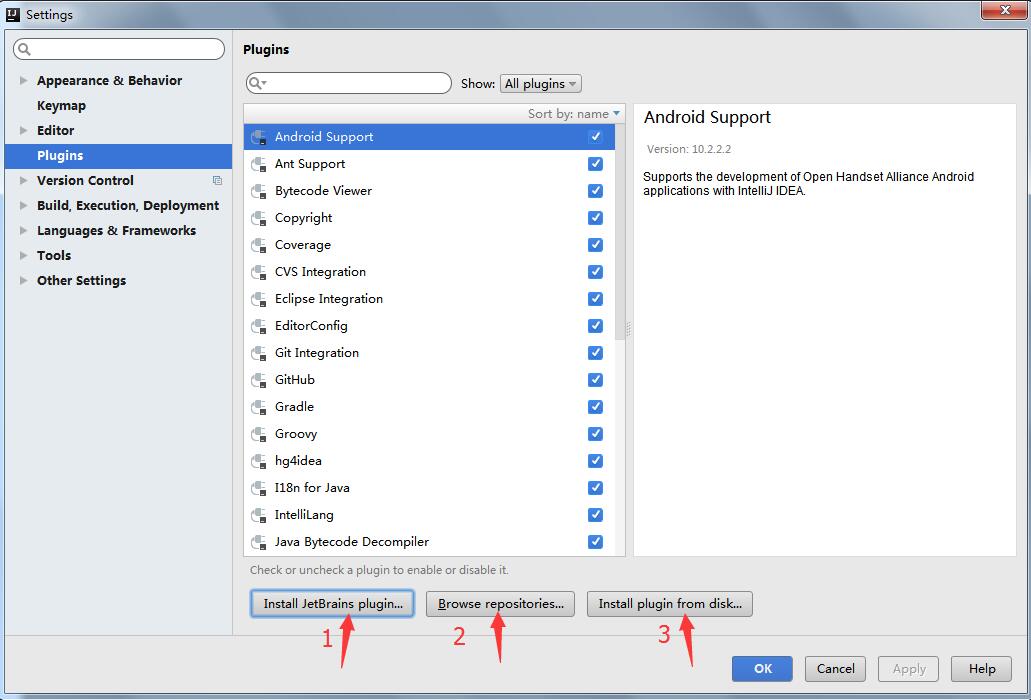 IJ Settings
Appearance & Behavior
Keymap
Editor
Plugins
Version Control
Build, Execution, Deployment
Languages & Frameworks
Tools
Other Settings
Plugins
Show: All plugins
Sort by: name
Android Support
Ant Support
Bytecode Viewer
Copyright
Coverage
CVS Integration
Eclipse Integration
EditorConfig
Git Integration
GitHub
Gradle
Groovy
hg4idea
I18n for Java
IntelliLang
Java Bytecode Decompiler
Check or uncheck a plugin to enable or disable it.
Install JetBrains plugin... Browse repositories... Install plugin from disk...
1 2 3
Android Support
Version: 10.2.2.2
Supports the development of Open Handset Alliance Android
applications with IntelliJ IDEA.
OK Cancel Apply Help